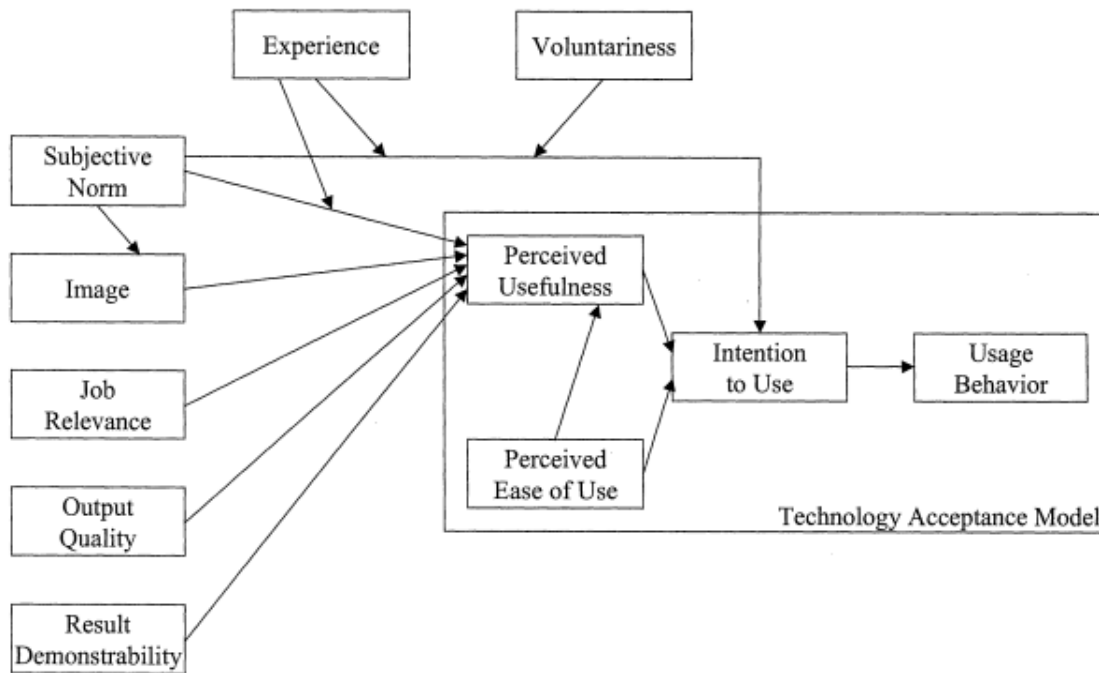 Experience
Voluntariness
Subjective
Norm
Image
Job
Relevance
Output
Quality
Result
Demonstrability
Perceived
Usefulness
Perceived
Ease of Use
Intention
to Use
Usage
Behavior
Technology Acceptance Model